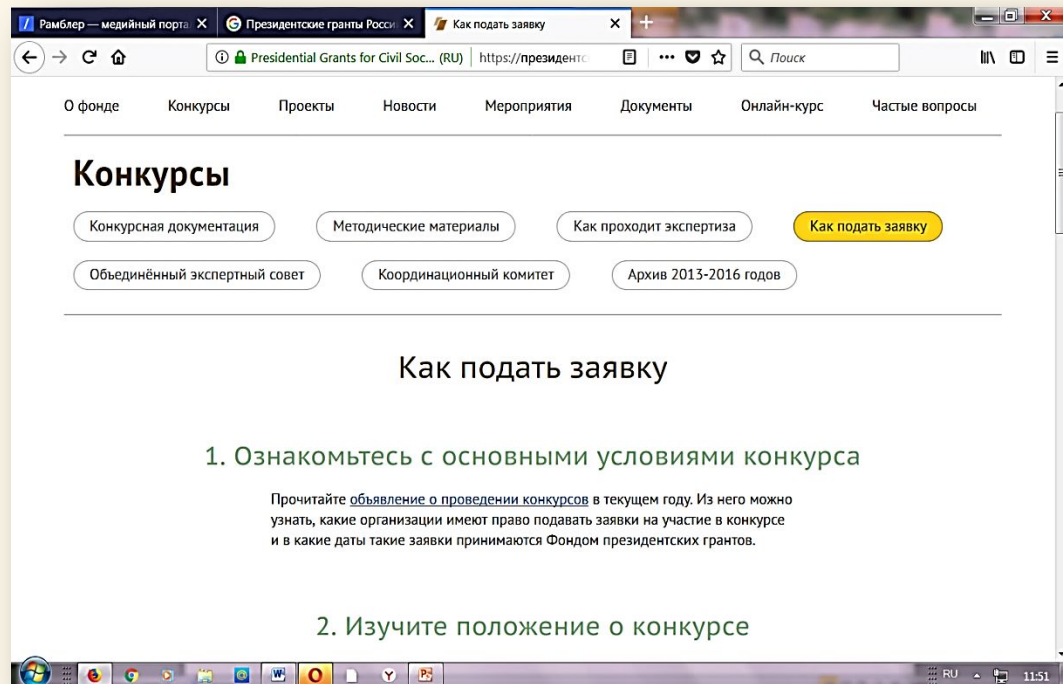 Рамблер — медийный порта
Президентские гранты Росси
Как подать заявку
Presidential Grants for Civil Soc... (RU)
https://президентс
Поиск
О фонде Конкурсы Проекты Новости Мероприятия Документы Онлайн-курс Частые вопросы
Конкурсы
Конкурсная документация Методические материалы Как проходит экспертиза Как подать заявку
Объединённый экспертный совет Координационный комитет Архив 2013-2016 годов
Как подать заявку
1. Ознакомьтесь с основными условиями конкурса
Прочитайте объявление о проведении конкурсов в текущем году. Из него можно
узнать, какие организации имеют право подавать заявки на участие в конкурсе
и в какие даты такие заявки принимаются Фондом президентских грантов.
2. Изучите положение о конкурсе
RU 11:51